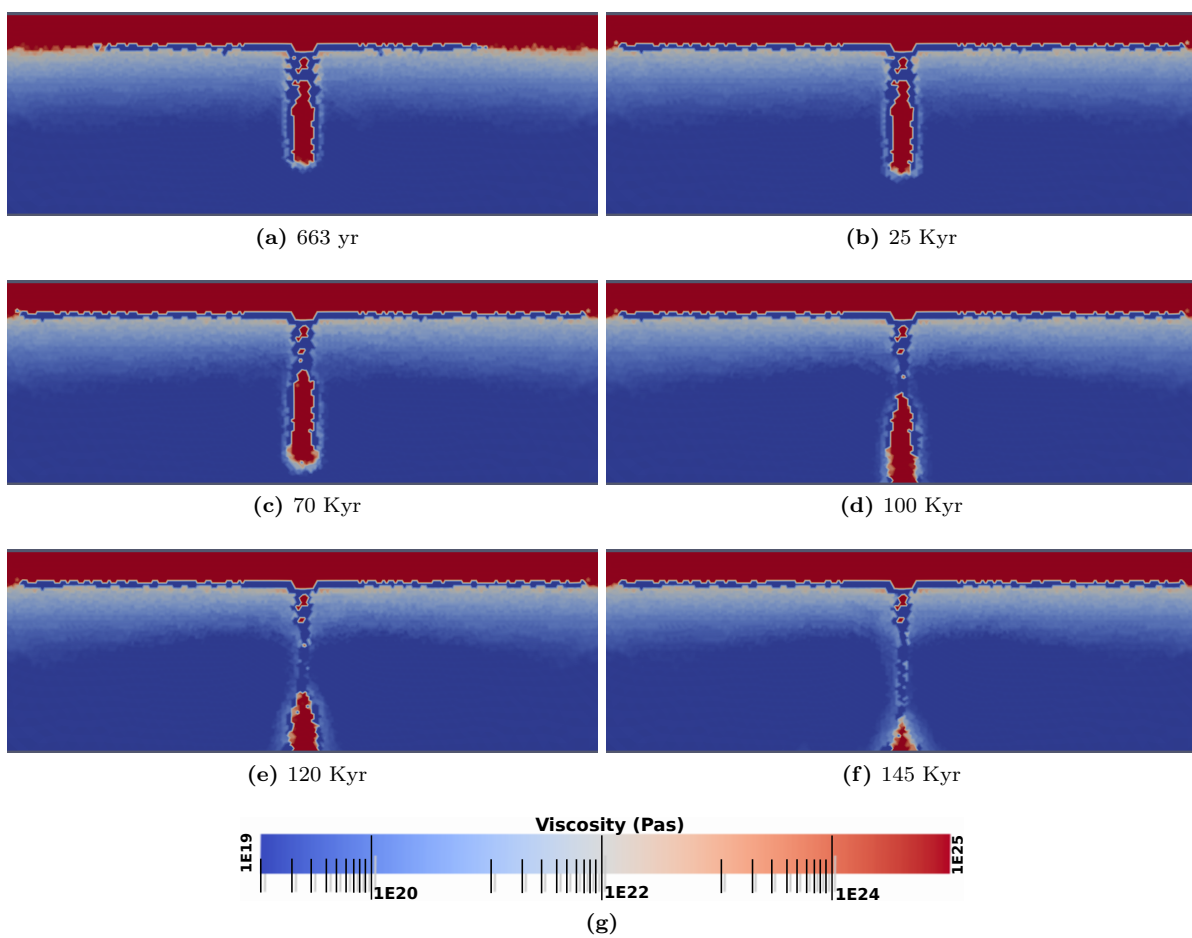 (a) 663 yr
(b) 25 Kyr
(c) 70 Kyr
(d) 100 Kyr
(e) 120 Kyr
(f) 145 Kyr
Viscosity (Pas)
1E19
1E20
1E22
1E24
1E25
(g)